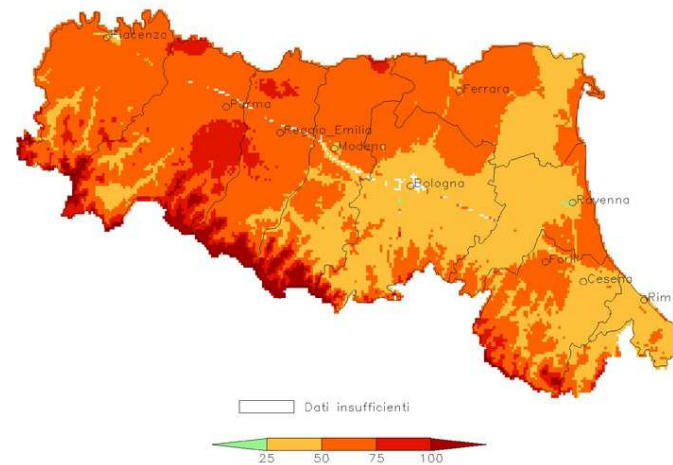 Piacenza
Parma
Reggio_Emilia
Modena
Ferrara
Bologna
Ravenna
Forlì
Cesena
Rim
Dati insufficienti
25 50 75 100